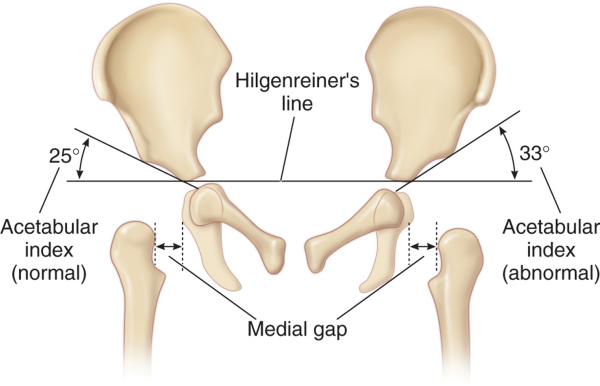 Hilgenreiner's
line
25°
33°
Acetabular
index
(normal)
Acetabular
index
(abnormal)
Medial gap